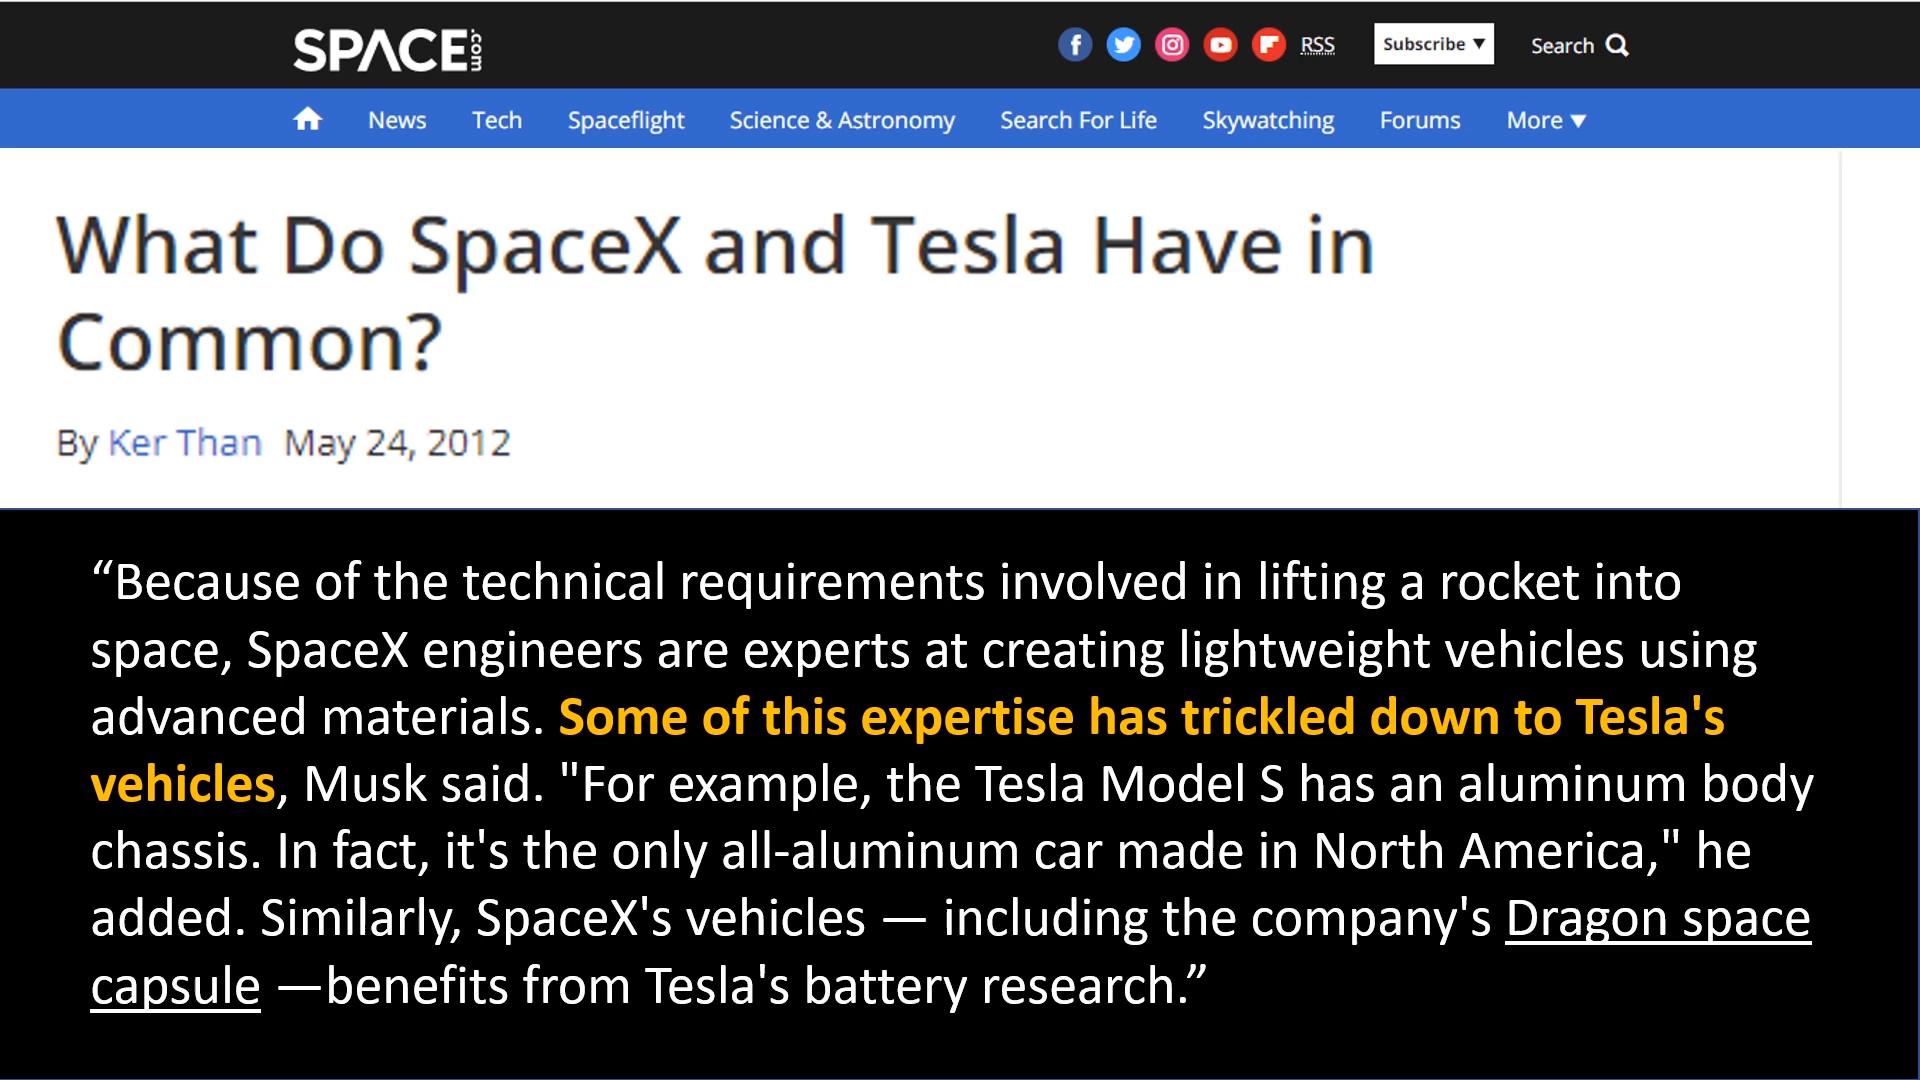 SPACE.com
RSS
Subscribe ▼
Search
News
Tech
Spaceflight
Science & Astronomy
Search For Life
Skywatching
Forums
More ▼
What Do SpaceX and Tesla Have in
Common?
By Ker Than May 24, 2012
“Because of the technical requirements involved in lifting a rocket into
space, SpaceX engineers are experts at creating lightweight vehicles using
advanced materials. Some of this expertise has trickled down to Tesla's
vehicles, Musk said. "For example, the Tesla Model S has an aluminum body
chassis. In fact, it's the only all-aluminum car made in North America," he
added. Similarly, SpaceX's vehicles — including the company's Dragon space
capsule —benefits from Tesla's battery research.”